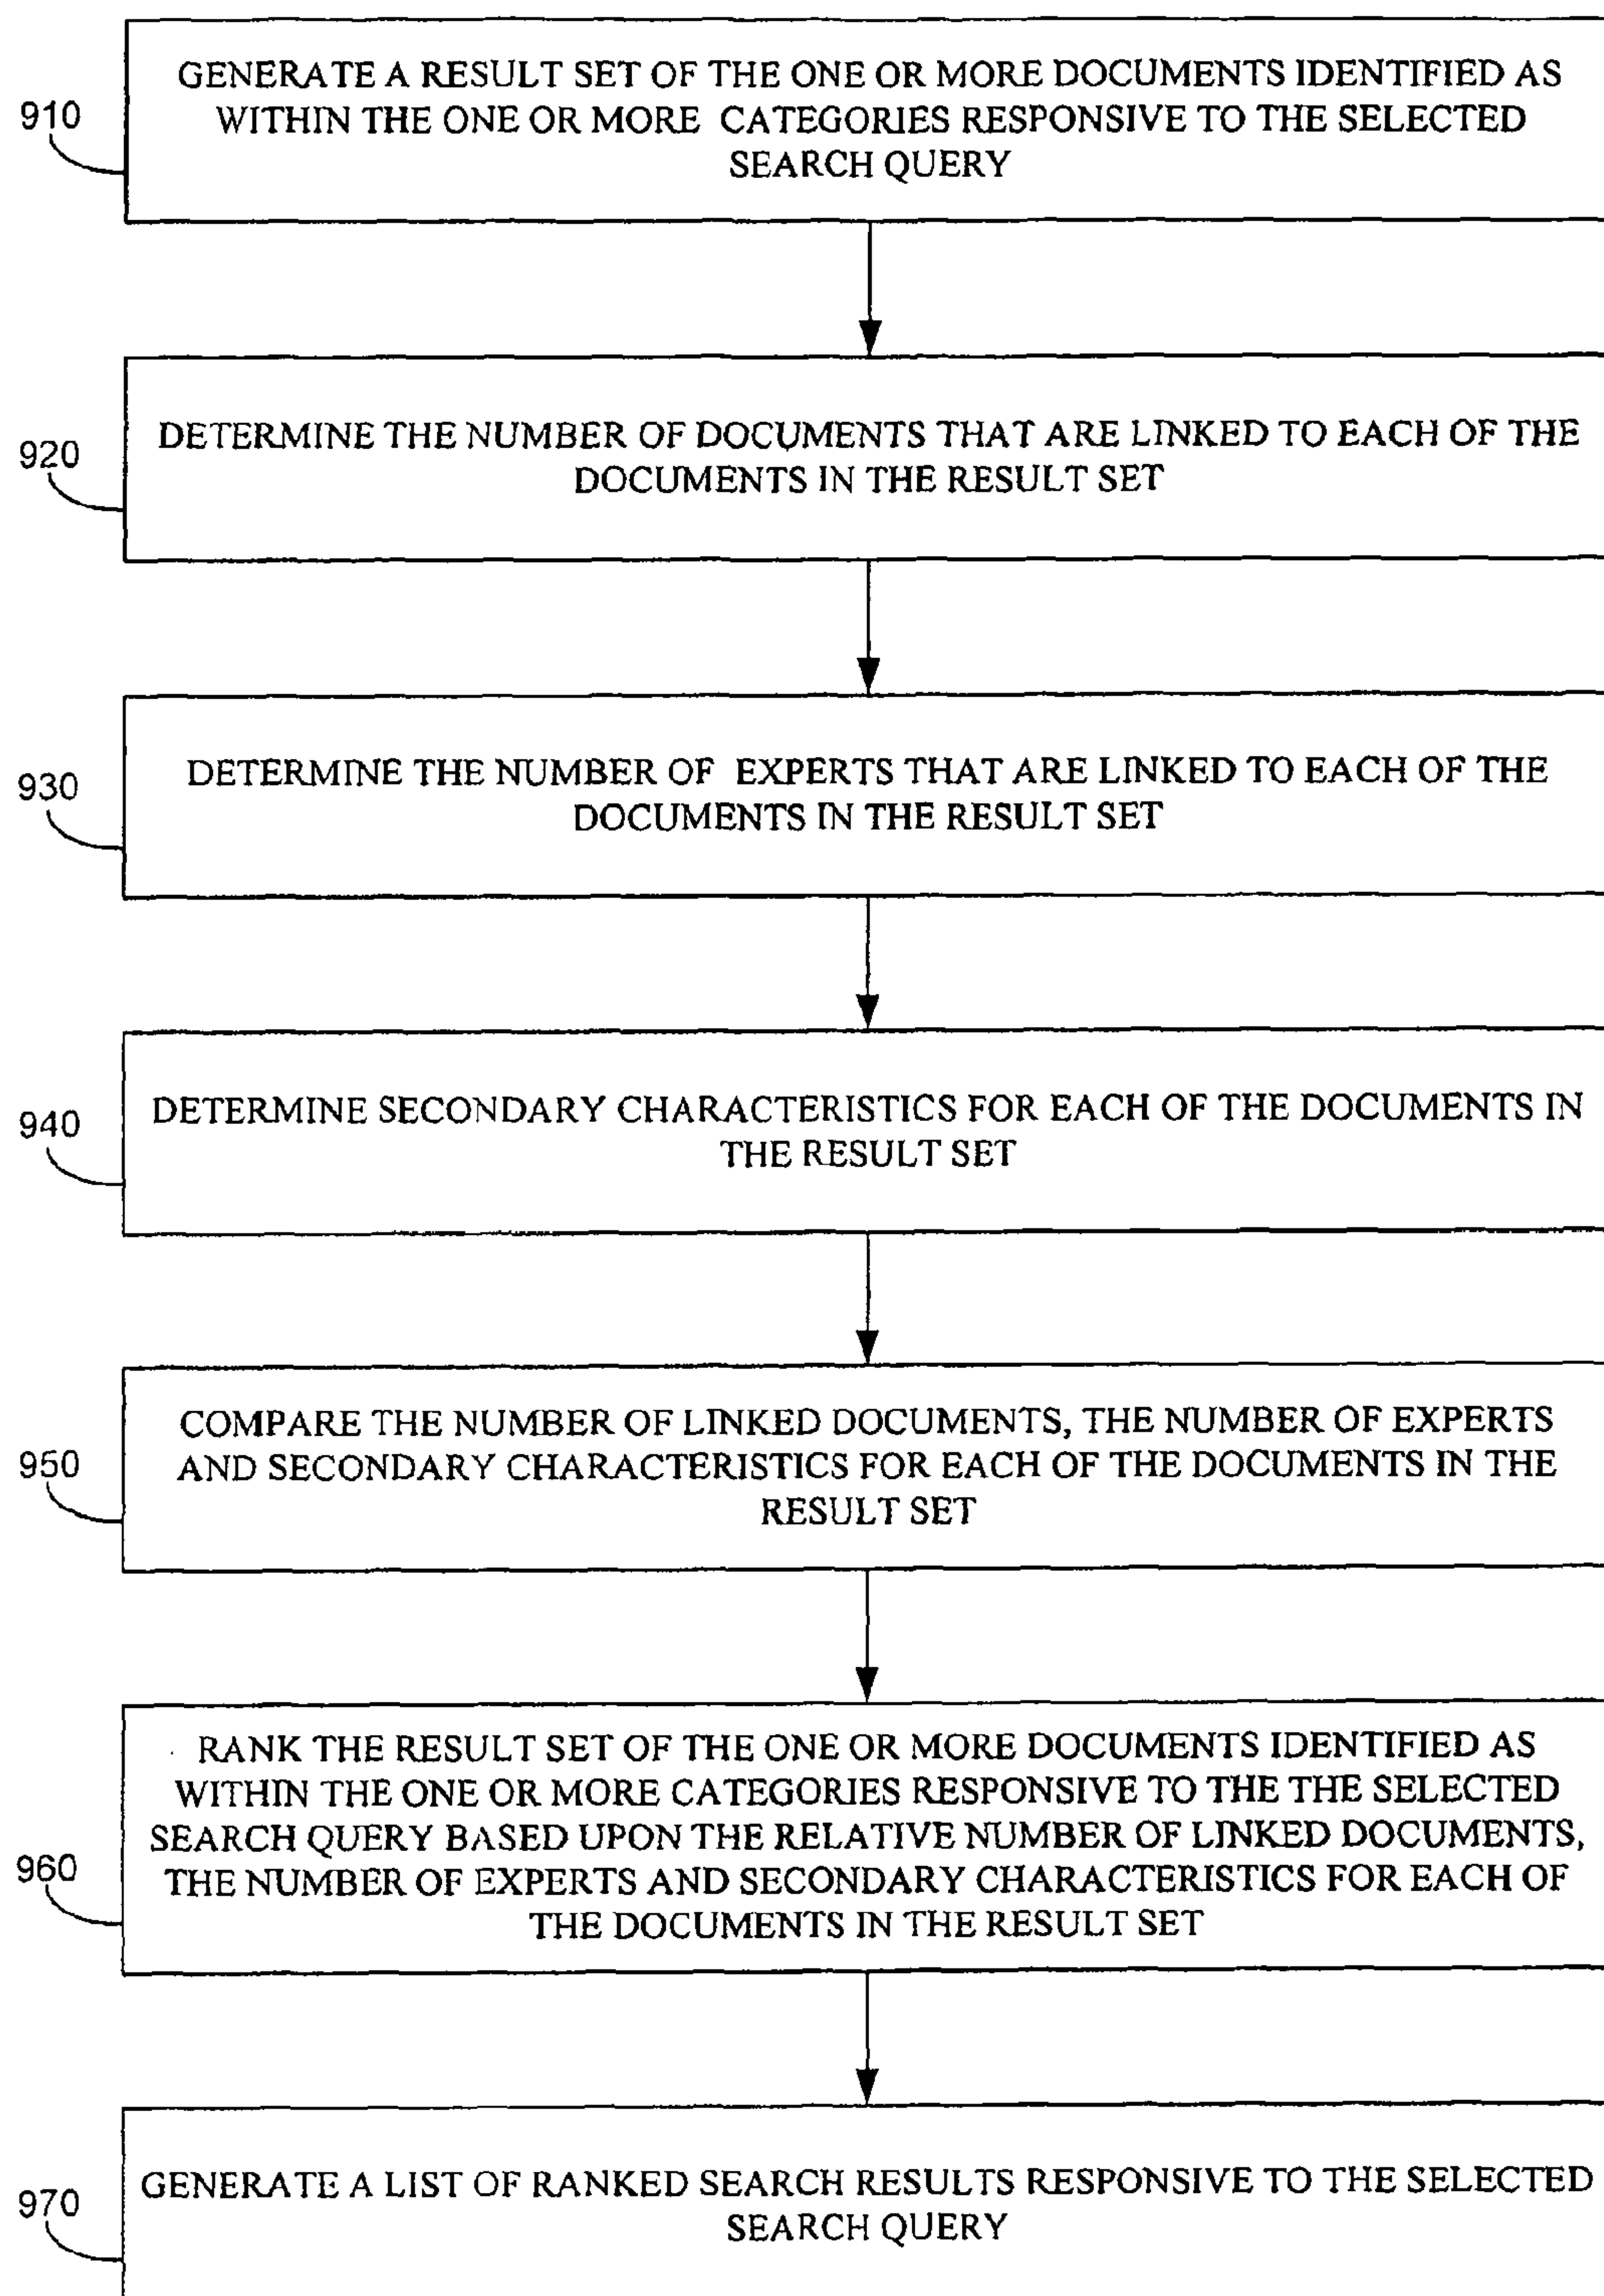 910
GENERATE A RESULT SET OF THE ONE OR MORE DOCUMENTS IDENTIFIED AS
WITHIN THE ONE OR MORE CATEGORIES RESPONSIVE TO THE SELECTED
SEARCH QUERY
920
DETERMINE THE NUMBER OF DOCUMENTS THAT ARE LINKED TO EACH OF THE
DOCUMENTS IN THE RESULT SET
930
DETERMINE THE NUMBER OF EXPERTS THAT ARE LINKED TO EACH OF THE
DOCUMENTS IN THE RESULT SET
940
DETERMINE SECONDARY CHARACTERISTICS FOR EACH OF THE DOCUMENTS IN
THE RESULT SET
950
COMPARE THE NUMBER OF LINKED DOCUMENTS, THE NUMBER OF EXPERTS
AND SECONDARY CHARACTERISTICS FOR EACH OF THE DOCUMENTS IN THE
RESULT SET
960
RANK THE RESULT SET OF THE ONE OR MORE DOCUMENTS IDENTIFIED AS
WITHIN THE ONE OR MORE CATEGORIES RESPONSIVE TO THE THE SELECTED
SEARCH QUERY BASED UPON THE RELATIVE NUMBER OF LINKED DOCUMENTS,
THE NUMBER OF EXPERTS AND SECONDARY CHARACTERISTICS FOR EACH OF
THE DOCUMENTS IN THE RESULT SET
970
GENERATE A LIST OF RANKED SEARCH RESULTS RESPONSIVE TO THE SELECTED
SEARCH QUERY